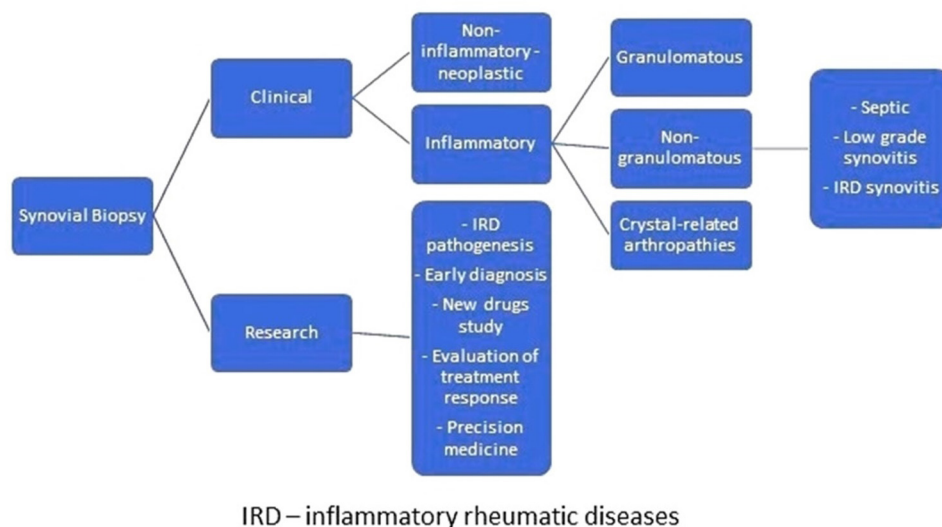 Synovial Biopsy
Clinical
Non-
inflammatory -
neoplastic
Inflammatory
Granulomatous
Non-
granulomatous
Crystal-related
arthropathies
- Septic
- Low grade
synovitis
- IRD synovitis
Research
- IRD
pathogenesis
- Early diagnosis
- New drugs
study
- Evaluation of
treatment
response
- Precision
medicine
IRD – inflammatory rheumatic diseases